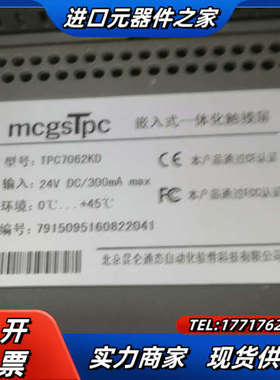 进口元器件之家
mcgsTpc 嵌入式一体化触摸屏
型号: TPC7062KD CE 本产品通过CE认证
输入: 24V DC/300mA max
环境: 0℃ ... +45℃ FC 本产品通过FCC认证
编号: 7915095160822041
北京昆仑通态自动化软件科技有限公司
可开票
TEL:1771762
实力商家 现货供